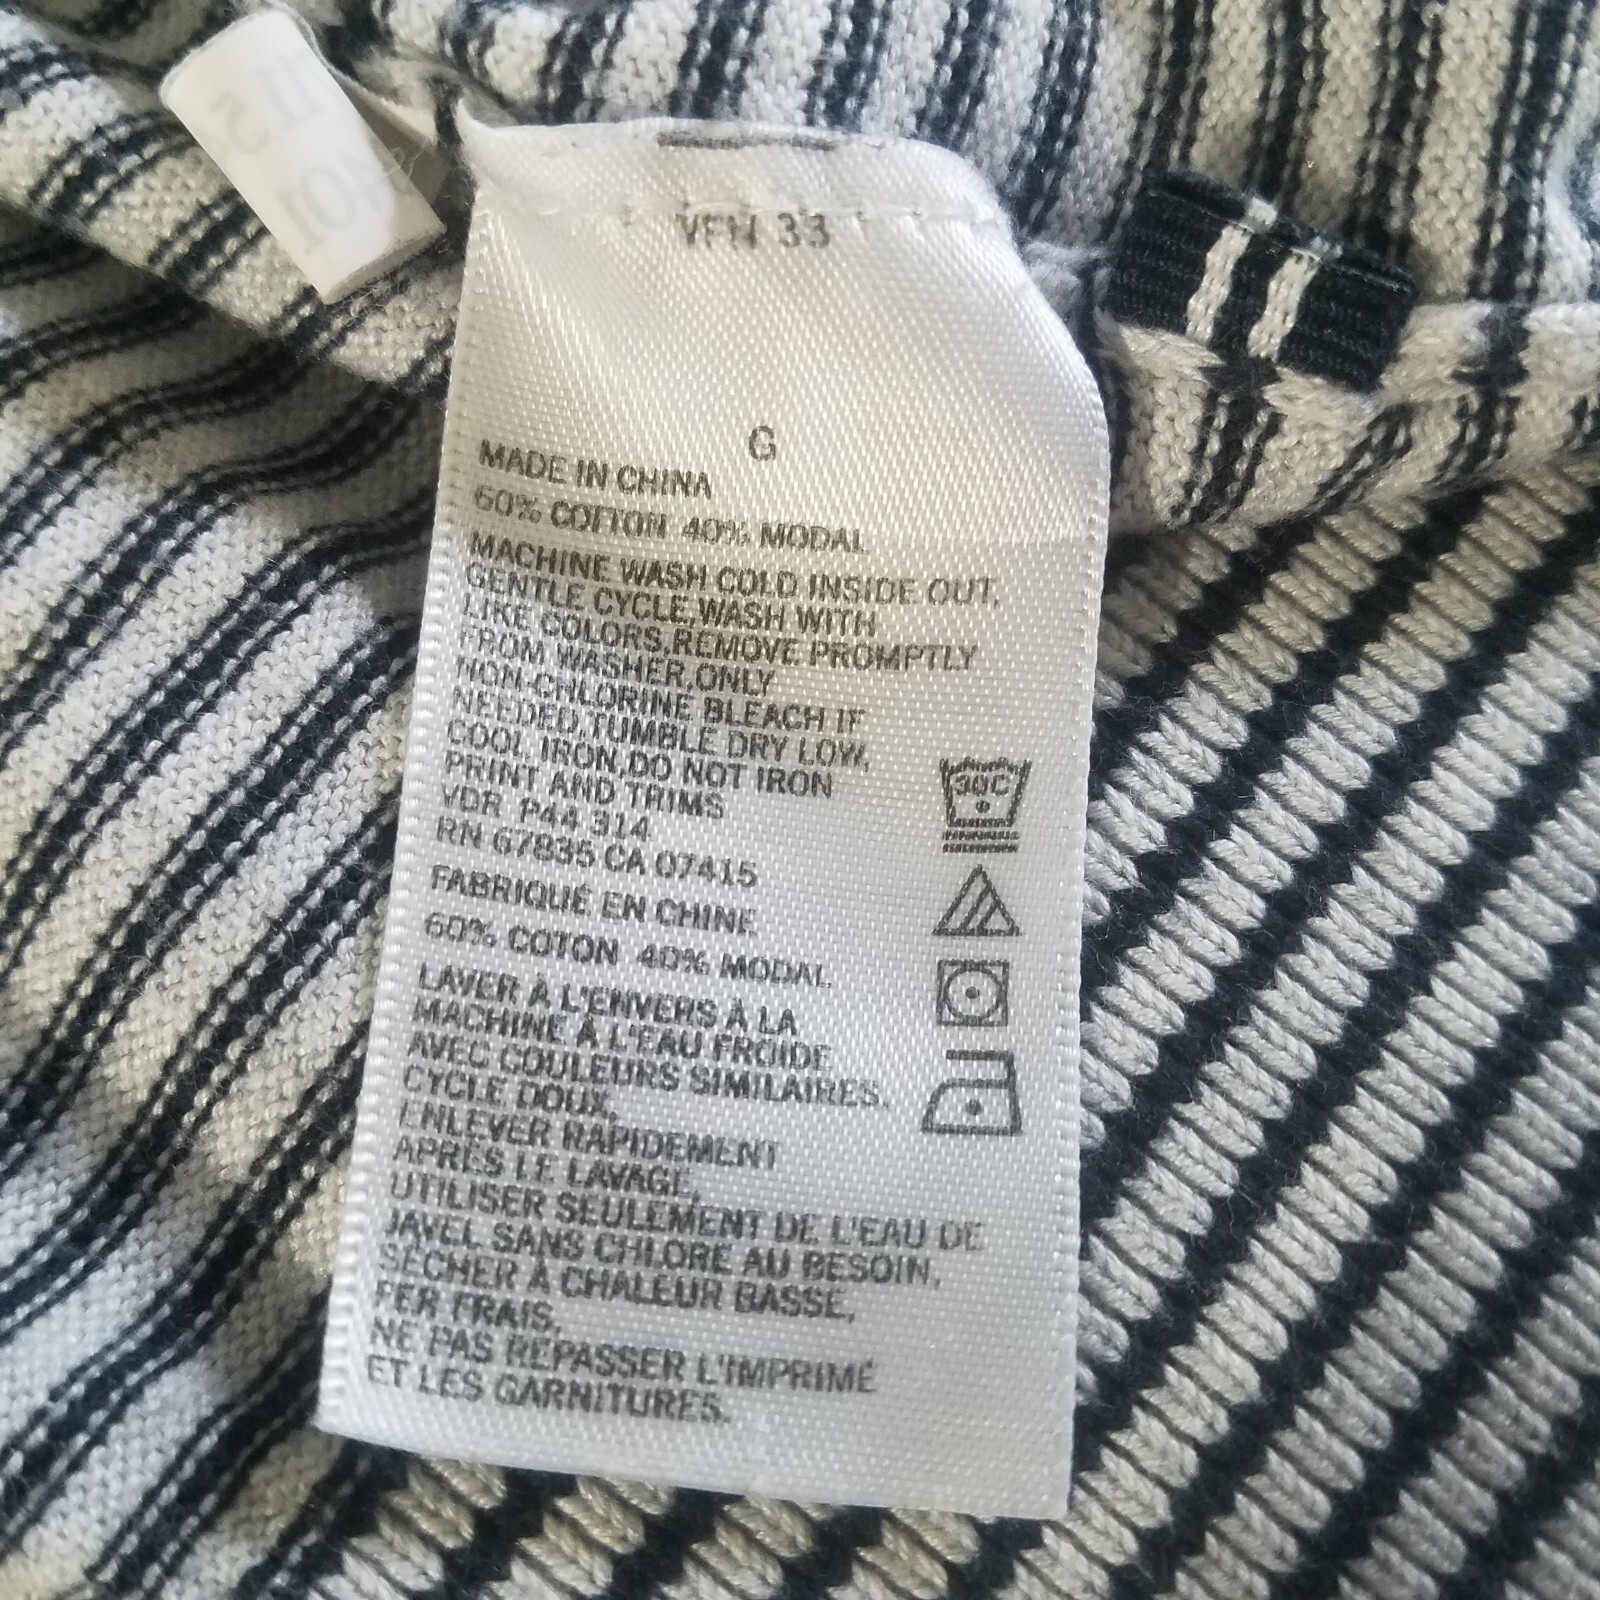 VFN 33
G
MADE IN CHINA
60% COTTON 40% MODAL
MACHINE WASH COLD INSIDE OUT,
GENTLE CYCLE,WASH WITH
LIKE COLORS,REMOVE PROMPTLY
FROM WASHER,ONLY
NON-CHLORINE BLEACH IF
NEEDED,TUMBLE DRY LOW,
COOL IRON,DO NOT IRON
PRINT AND TRIMS
VDR P44 314
RN 67835 CA 07415
30C
FABRIQUÉ EN CHINE
60% COTON 40% MODAL
LAVER À L'ENVERS À LA
MACHINE À L'EAU FROIDE
AVEC COULEURS SIMILAIRES,
CYCLE DOUX,
ENLEVER RAPIDEMENT
APRÈS LE LAVAGE,
UTILISER SEULEMENT DE L'EAU DE
JAVEL SANS CHLORE AU BESOIN,
SÉCHER À CHALEUR BASSE,
FER FRAIS,
NE PAS REPASSER L'IMPRIMÉ
ET LES GARNITURES.